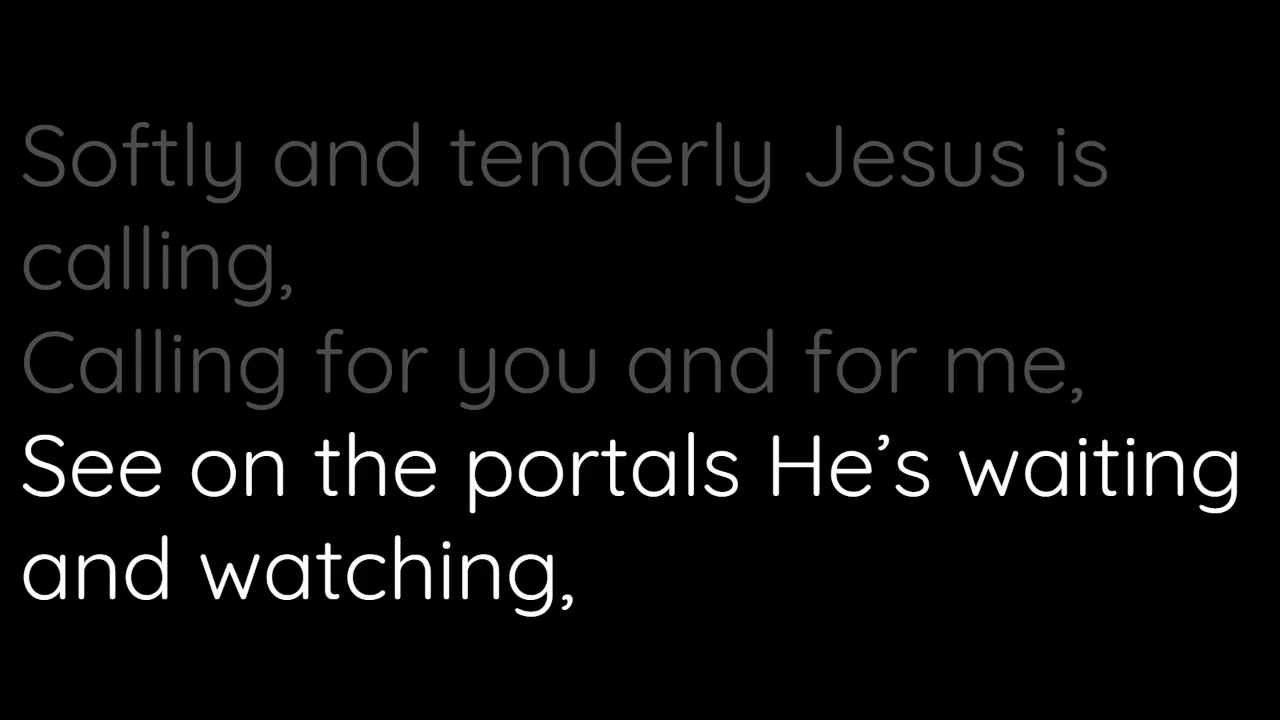 Softly and tenderly Jesus is
calling,
Calling for you and for me,
See on the portals He’s waiting
and watching,